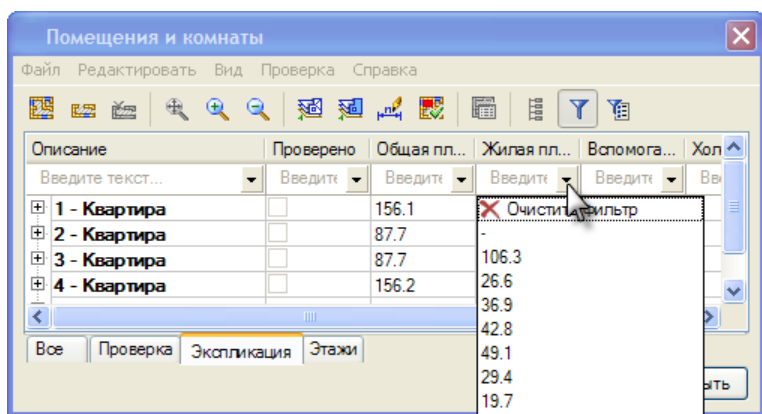 Помещения и комнаты
Файл Редактировать Вид Проверка Справка
Описание Проверено Общая пл... Жилая пл... Вспомога... Хол
Введите текст... Введите Введите Введите Введите Вв
1 - Квартира 156.1 Очистить фильтр
2 - Квартира 87.7 -
3 - Квартира 87.7 106.3
4 - Квартира 156.2 26.6
36.9
42.8
Все Проверка Экспликация Этажи 49.1
29.4
19.7 ыть